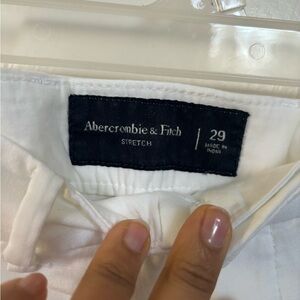 Abercrombie & Fitch
STRETCH
29
MADE IN
INDIA